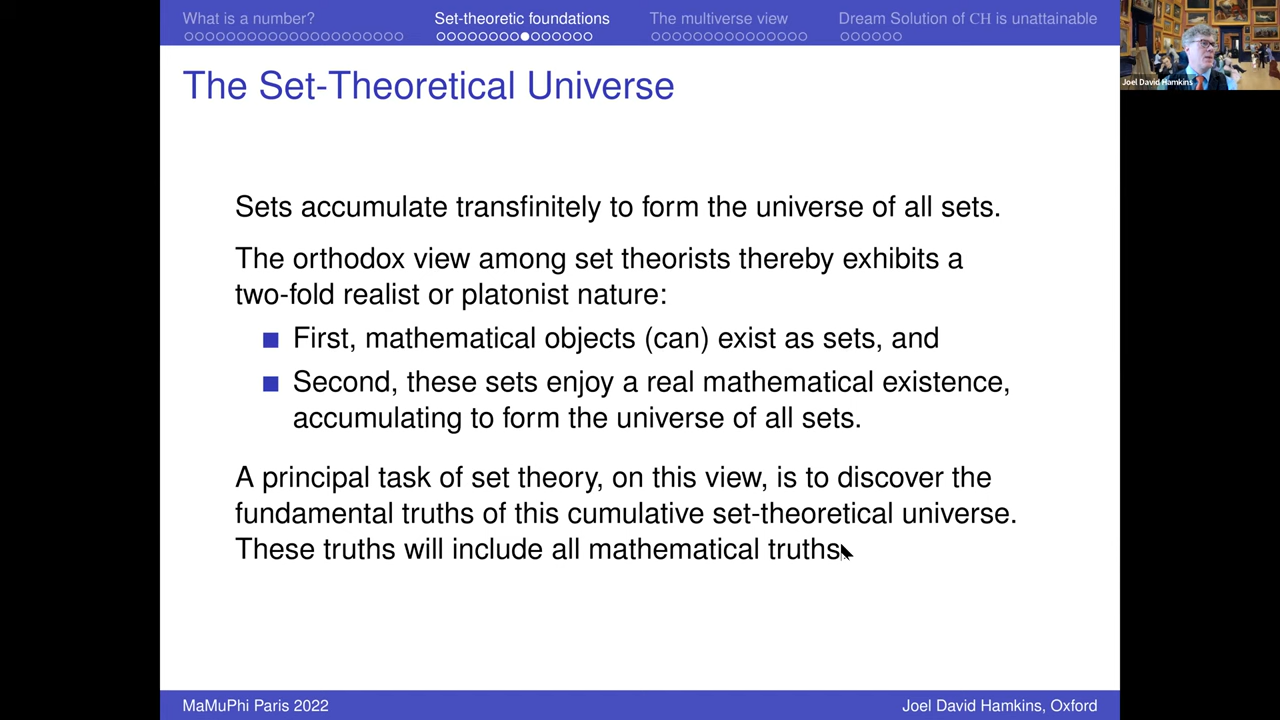 What is a number?
Set-theoretic foundations
The multiverse view
Dream Solution of CH is unattainable
Joel David Hamkins
The Set-Theoretical Universe
Sets accumulate transfinitely to form the universe of all sets.
The orthodox view among set theorists thereby exhibits a
two-fold realist or platonist nature:
First, mathematical objects (can) exist as sets, and
Second, these sets enjoy a real mathematical existence,
accumulating to form the universe of all sets.
A principal task of set theory, on this view, is to discover the
fundamental truths of this cumulative set-theoretical universe.
These truths will include all mathematical truths.
MaMuPhi Paris 2022
Joel David Hamkins, Oxford